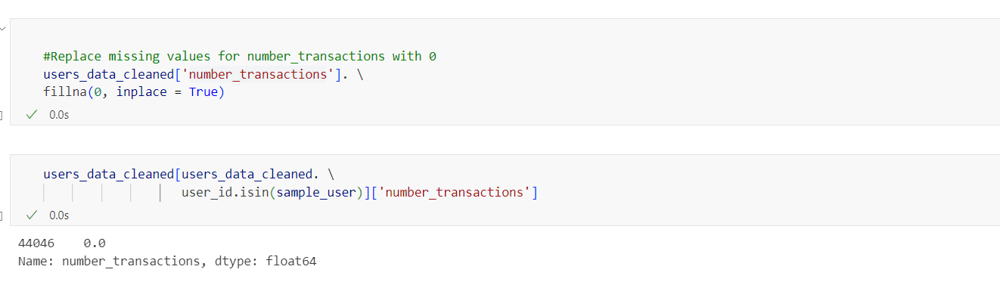 #Replace missing values for number_transactions with 0
users_data_cleaned['number_transactions']. \
fillna(0, inplace = True)
0.0s
users_data_cleaned[users_data_cleaned. \
user_id.isin(sample_user)]['number_transactions']
0.0s
44046 0.0
Name: number_transactions, dtype: float64